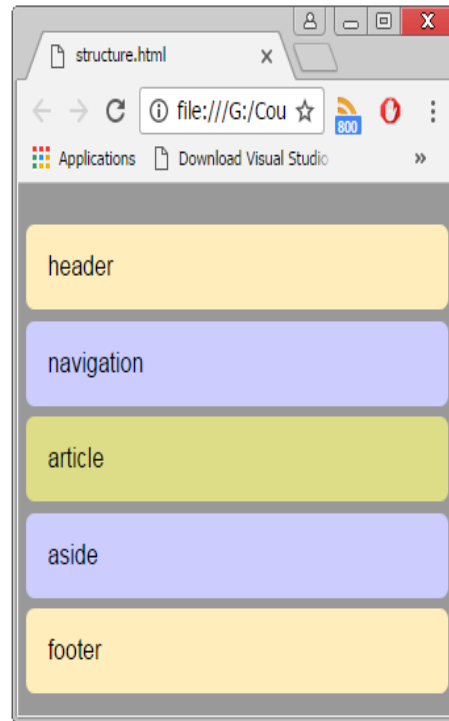 structure.html
file:///G:/Cou
800
Applications Download Visual Studio »
header
navigation
article
aside
footer